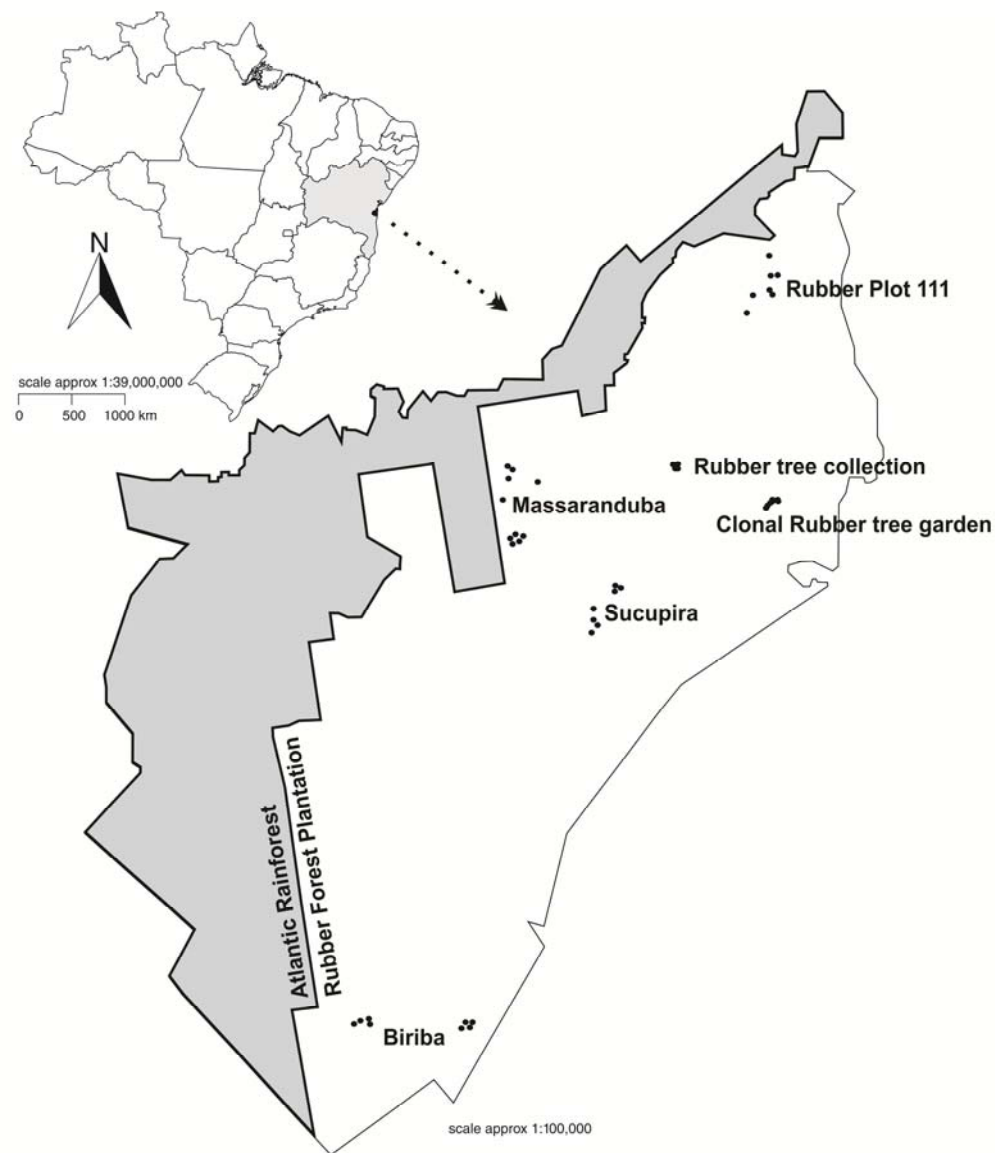 N
scale approx 1:39,000,000
0 500 1000 km
Rubber Plot 111
Rubber tree collection
Massaranduba
Clonal Rubber tree garden
Sucupira
Atlantic Rainforest
Rubber Forest Plantation
Biriba
scale approx 1:100,000